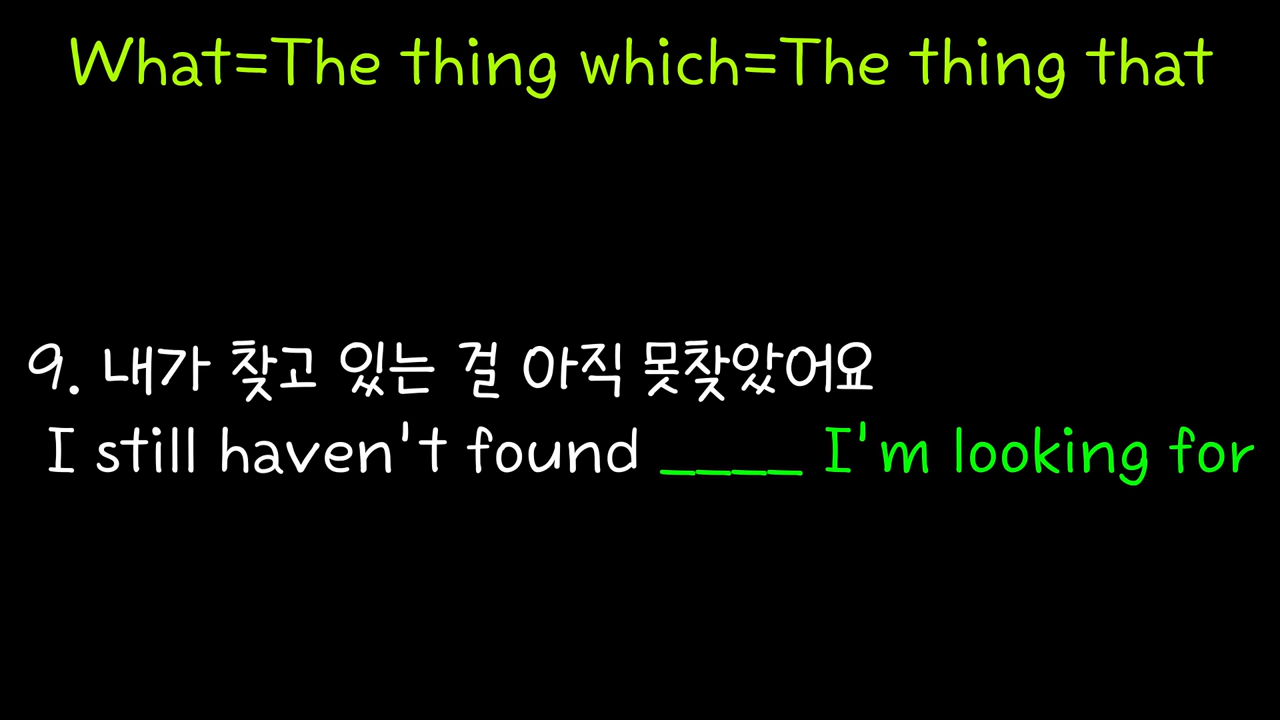 What=The thing which=The thing that
9. 내가 찾고 있는 걸 아직 못찾았어요
I still haven't found ____ I'm looking for